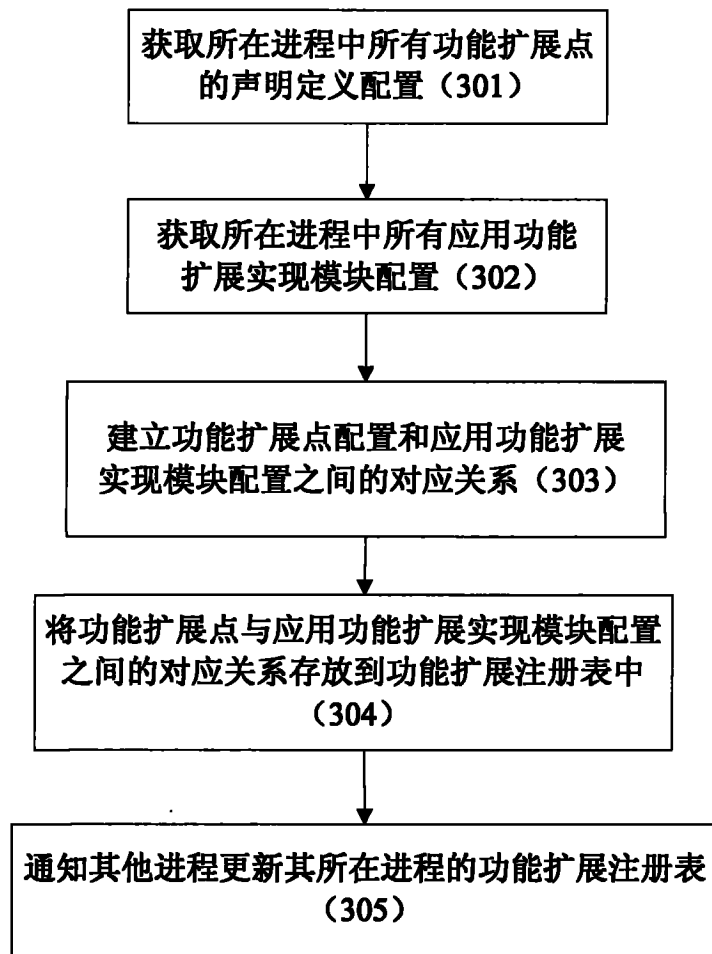 获取所在进程中所有功能扩展点
的声明定义配置（301）
获取所在进程中所有应用功能
扩展实现模块配置（302）
建立功能扩展点配置和应用功能扩展
实现模块配置之间的对应关系（303）
将功能扩展点与应用功能扩展实现模块配置
之间的对应关系存放到功能扩展注册表中
（304）
通知其他进程更新其所在进程的功能扩展注册表
（305）